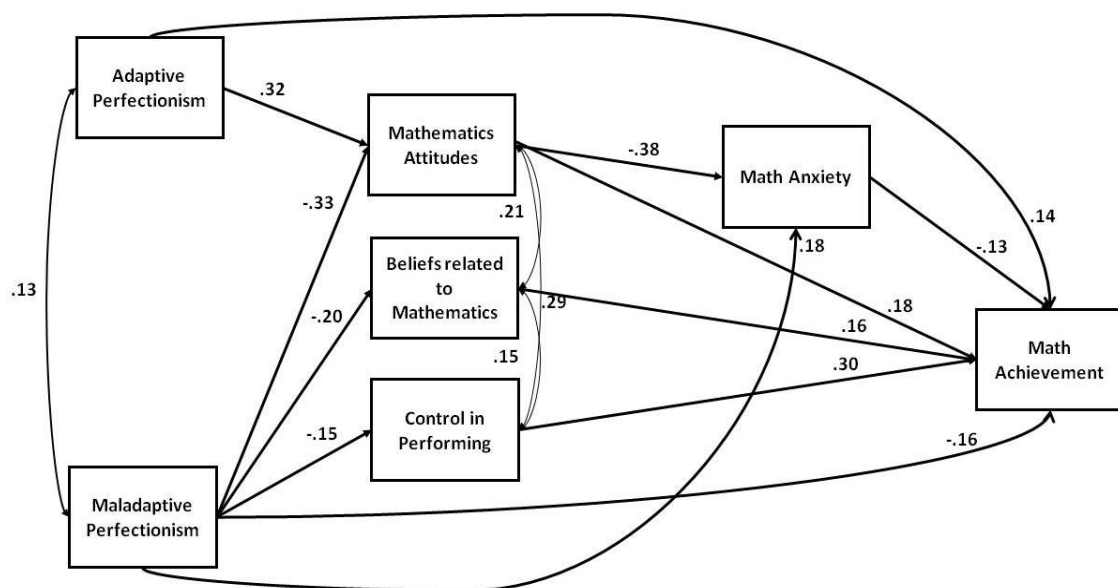 Adaptive
Perfectionism
.32
Mathematics
Attitudes
-.38
Math Anxiety
.14
-.33
.21
.18
-.13
Beliefs related
to
Mathematics
.13
-.20
.29
.18
.16
.15
.30
Math
Achievement
Control in
Performing
-.15
-.16
Maladaptive
Perfectionism